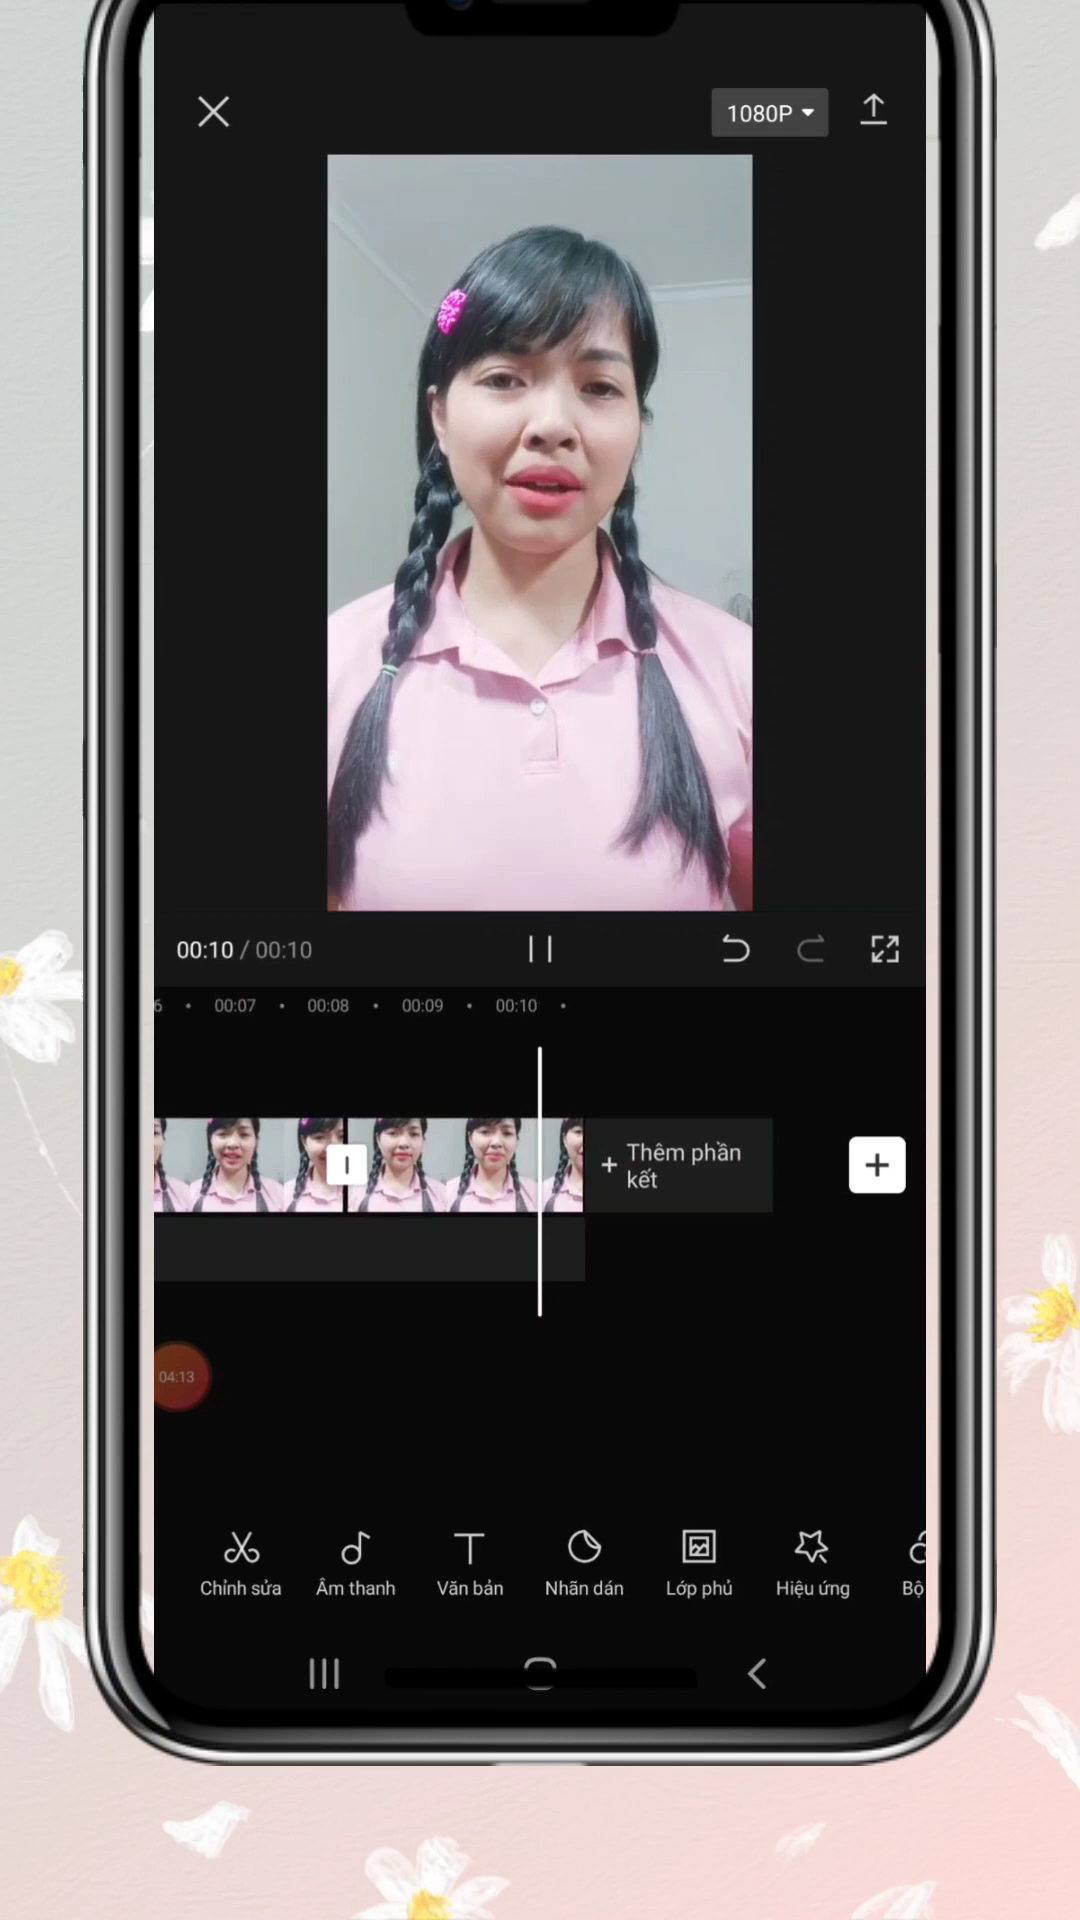 1080P
00:10 / 00:10
6 00:07 00:08 00:09 00:10
+ Thêm phần
kết
04:13
Chỉnh sửa Âm thanh Văn bản Nhãn dán Lớp phủ Hiệu ứng Bộ